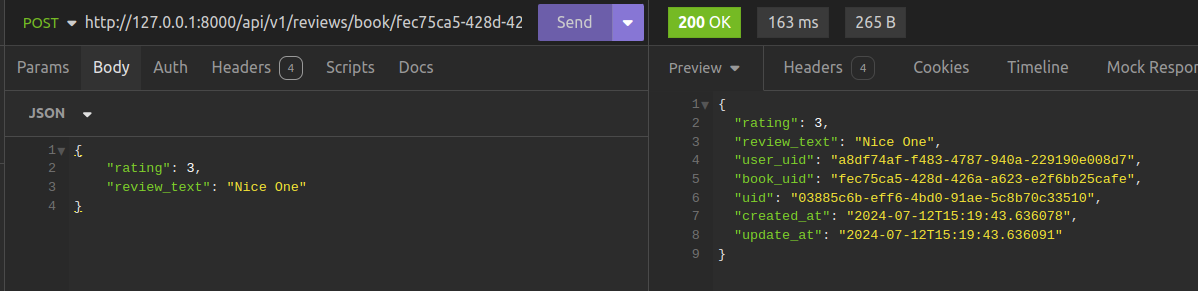 POST http://127.0.0.1:8000/api/v1/reviews/book/fec75ca5-428d-42 Send
200 OK 163 ms 265 B
Params Body Auth Headers 4 Scripts Docs
Preview Headers 4 Cookies Timeline Mock Respor
JSON
1 {
2 "rating": 3,
3 "review_text": "Nice One"
4 }
1 {
2 "rating": 3,
3 "review_text": "Nice One",
4 "user_uid": "a8df74af-f483-4787-940a-229190e008d7",
5 "book_uid": "fec75ca5-428d-426a-a623-e2f6bb25cafe",
6 "uid": "03885c6b-eff6-4bd0-91ae-5c8b70c33510",
7 "created_at": "2024-07-12T15:19:43.636078",
8 "update_at": "2024-07-12T15:19:43.636091"
9 }